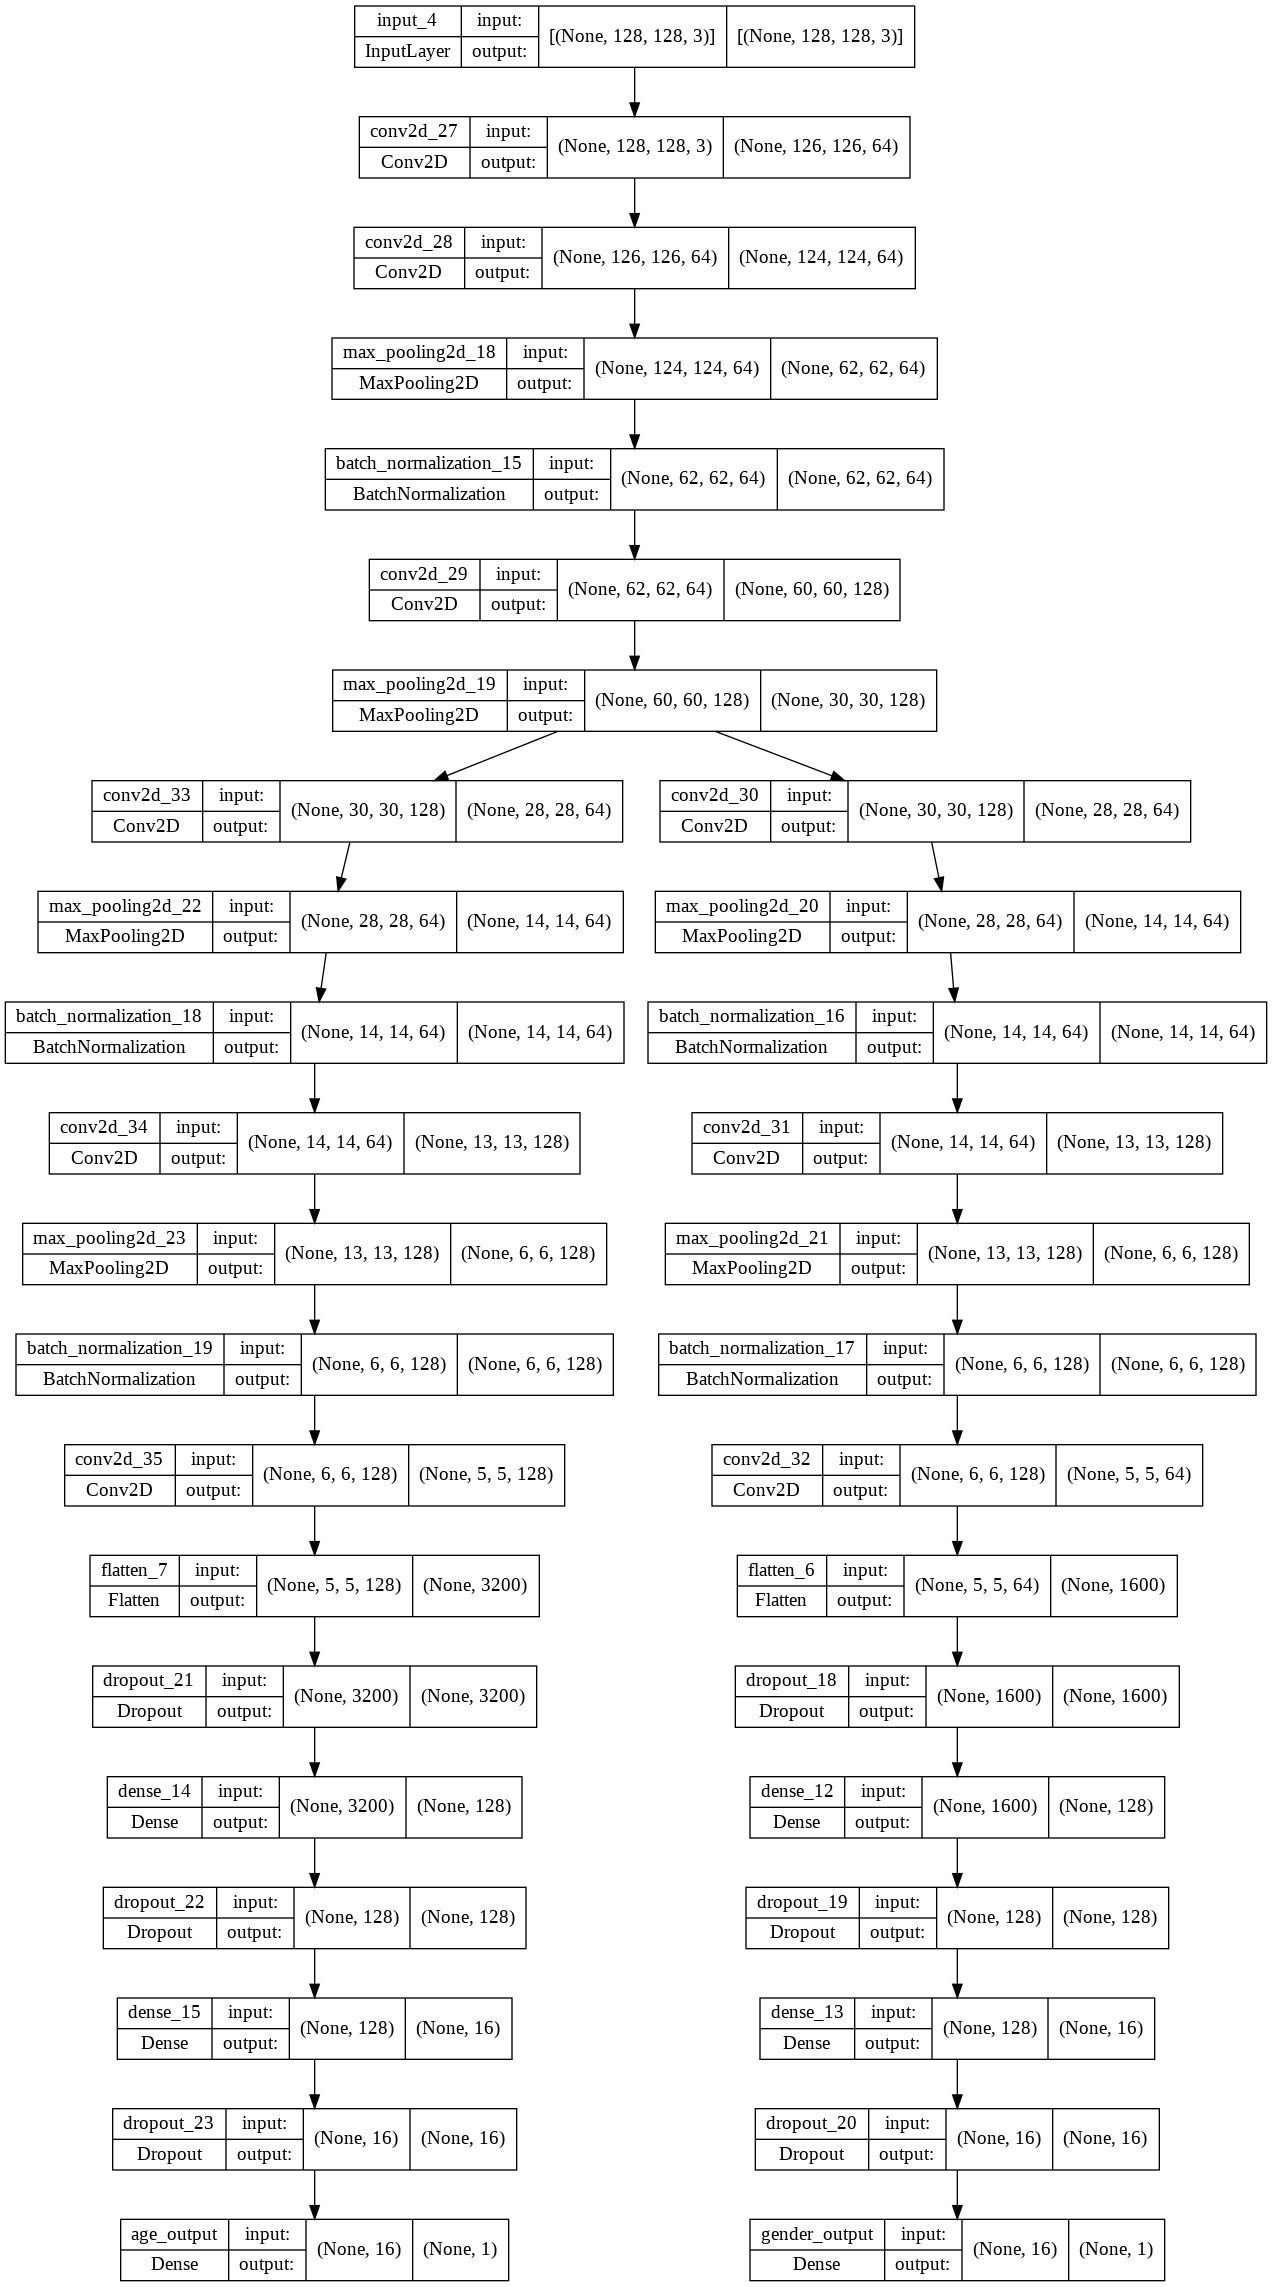 input_4 input: [(None, 128, 128, 3)] [(None, 128, 128, 3)]
InputLayer output:
conv2d_27 input: (None, 128, 128, 3) (None, 126, 126, 64)
Conv2D output:
conv2d_28 input: (None, 126, 126, 64) (None, 124, 124, 64)
Conv2D output:
max_pooling2d_18 input: (None, 124, 124, 64) (None, 62, 62, 64)
MaxPooling2D output:
batch_normalization_15 input: (None, 62, 62, 64) (None, 62, 62, 64)
BatchNormalization output:
conv2d_29 input: (None, 62, 62, 64) (None, 60, 60, 128)
Conv2D output:
max_pooling2d_19 input: (None, 60, 60, 128) (None, 30, 30, 128)
MaxPooling2D output:
conv2d_33 input: (None, 30, 30, 128) (None, 28, 28, 64)
Conv2D output:
conv2d_30 input: (None, 30, 30, 128) (None, 28, 28, 64)
Conv2D output:
max_pooling2d_22 input: (None, 28, 28, 64) (None, 14, 14, 64)
MaxPooling2D output:
max_pooling2d_20 input: (None, 28, 28, 64) (None, 14, 14, 64)
MaxPooling2D output:
batch_normalization_18 input: (None, 14, 14, 64) (None, 14, 14, 64)
BatchNormalization output:
batch_normalization_16 input: (None, 14, 14, 64) (None, 14, 14, 64)
BatchNormalization output:
conv2d_34 input: (None, 14, 14, 64) (None, 13, 13, 128)
Conv2D output:
conv2d_31 input: (None, 14, 14, 64) (None, 13, 13, 128)
Conv2D output:
max_pooling2d_23 input: (None, 13, 13, 128) (None, 6, 6, 128)
MaxPooling2D output:
max_pooling2d_21 input: (None, 13, 13, 128) (None, 6, 6, 128)
MaxPooling2D output:
batch_normalization_19 input: (None, 6, 6, 128) (None, 6, 6, 128)
BatchNormalization output:
batch_normalization_17 input: (None, 6, 6, 128) (None, 6, 6, 128)
BatchNormalization output:
conv2d_35 input: (None, 6, 6, 128) (None, 5, 5, 128)
Conv2D output:
conv2d_32 input: (None, 6, 6, 128) (None, 5, 5, 64)
Conv2D output:
flatten_7 input: (None, 5, 5, 128) (None, 3200)
Flatten output:
flatten_6 input: (None, 5, 5, 64) (None, 1600)
Flatten output:
dropout_21 input: (None, 3200) (None, 3200)
Dropout output:
dropout_18 input: (None, 1600) (None, 1600)
Dropout output:
dense_14 input: (None, 3200) (None, 128)
Dense output:
dense_12 input: (None, 1600) (None, 128)
Dense output:
dropout_22 input: (None, 128) (None, 128)
Dropout output:
dropout_19 input: (None, 128) (None, 128)
Dropout output:
dense_15 input: (None, 128) (None, 16)
Dense output:
dense_13 input: (None, 128) (None, 16)
Dense output:
dropout_23 input: (None, 16) (None, 16)
Dropout output:
dropout_20 input: (None, 16) (None, 16)
Dropout output:
age_output input: (None, 16) (None, 1)
Dense output:
gender_output input: (None, 16) (None, 1)
Dense output: